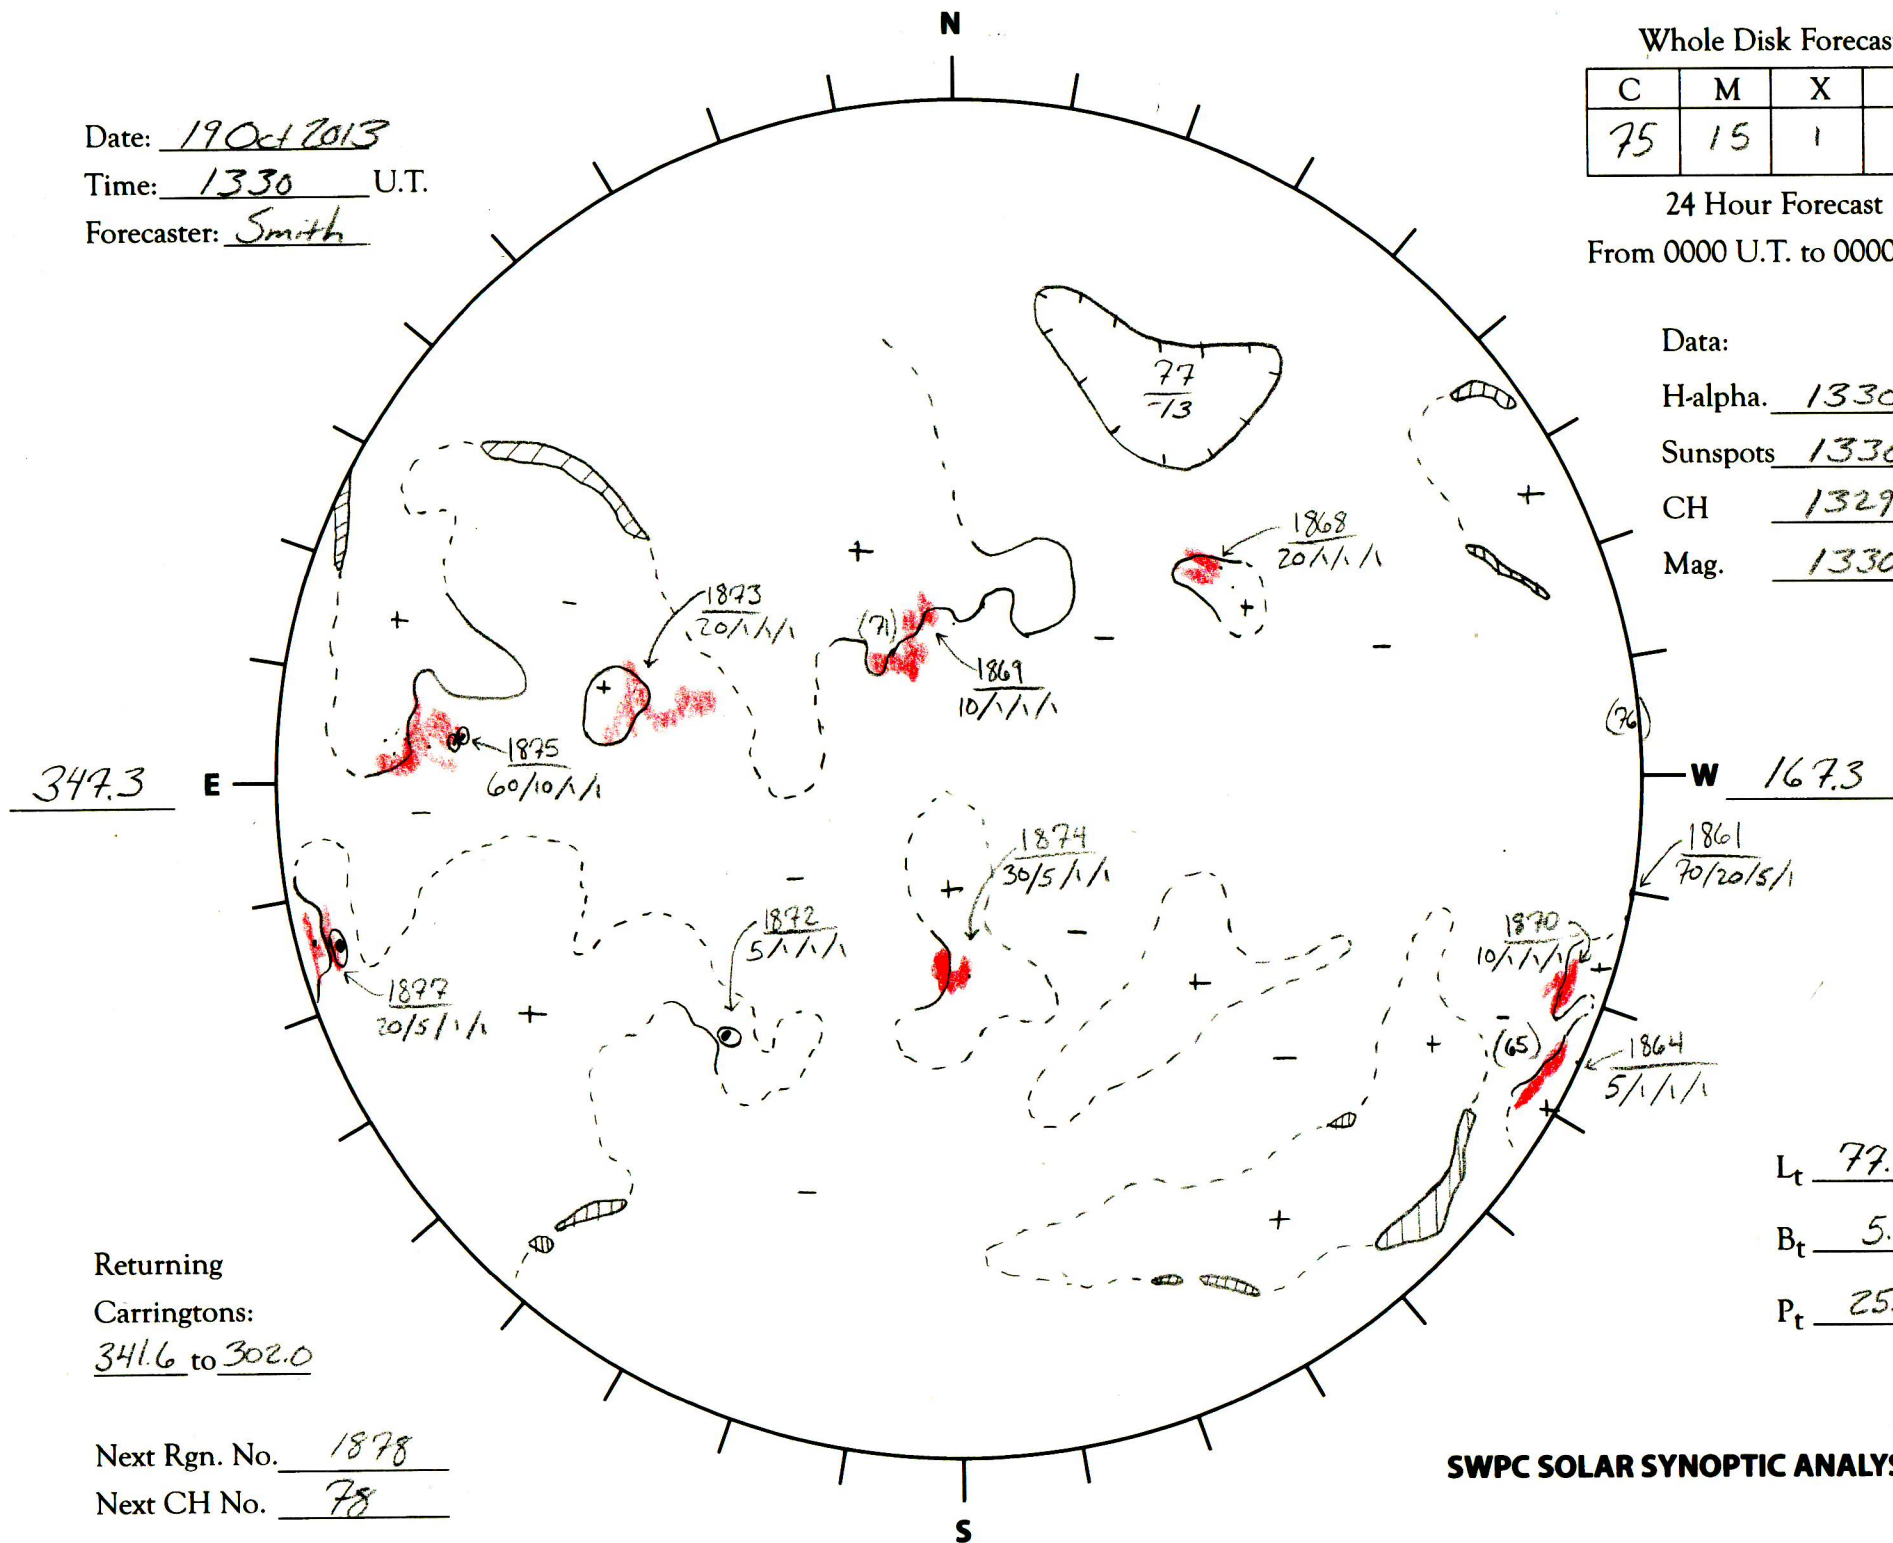 N
Date: 19 Oct 2013
Time: 1330 U.T.
Forecaster: Smith
Whole Disk Forecas
C M X
75 15 1
24 Hour Forecast
From 0000 U.T. to 0000
Data:
H-alpha. 1330
Sunspots 1330
CH 1329
Mag. 1330
77
-13
1868
20/1/1/1
+
+
1873
20/1/1/1
-
+
(71)
+
-
-
1869
10/1/1/1
+
(76)
1875
60/10/1/1
347.3 E
W 167.3
-
1861
70/20/5/1
1874
30/5/1/1
-
+
1872
5/1/1/1
-
1870
10/1/1/1
+
1877
20/5/1/1
+
+
-
+
(65)
-
1864
5/1/1/1
+
-
+
Lt 77.
Bt 5.
Pt 25.
Returning
Carringtons:
341.6 to 302.0
Next Rgn. No. 1878
Next CH No. 78
SWPC SOLAR SYNOPTIC ANALYS
S